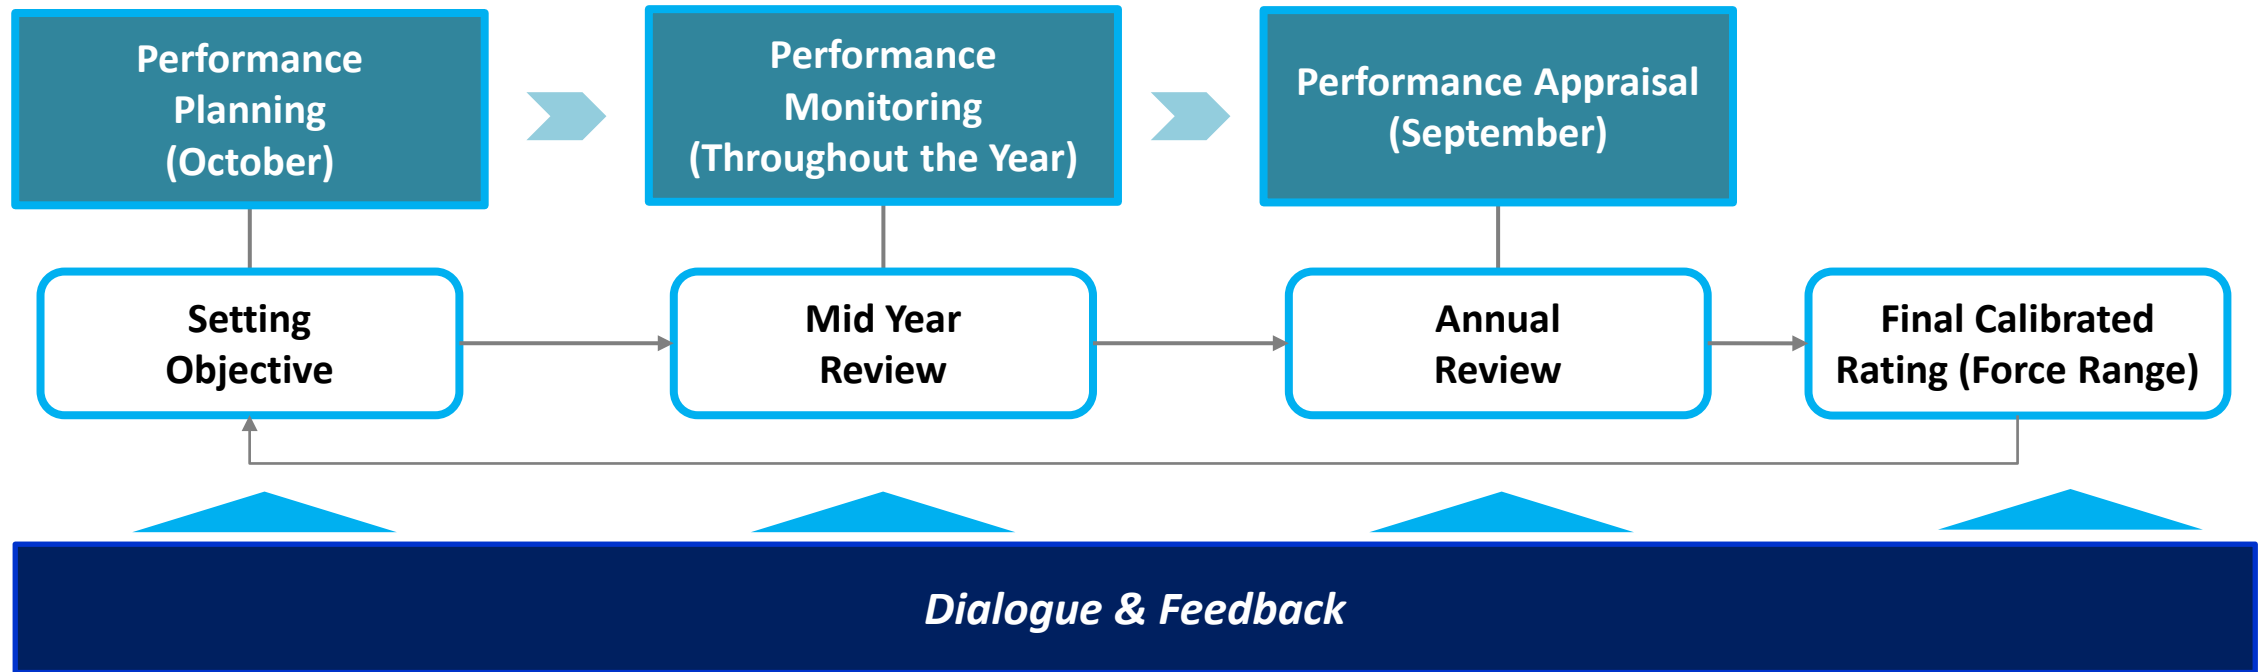 Performance
Planning
(October)
Performance
Monitoring
(Throughout the Year)
Performance Appraisal
(September)
Setting
Objective
Mid Year
Review
Annual
Review
Final Calibrated
Rating (Force Range)
Dialogue & Feedback